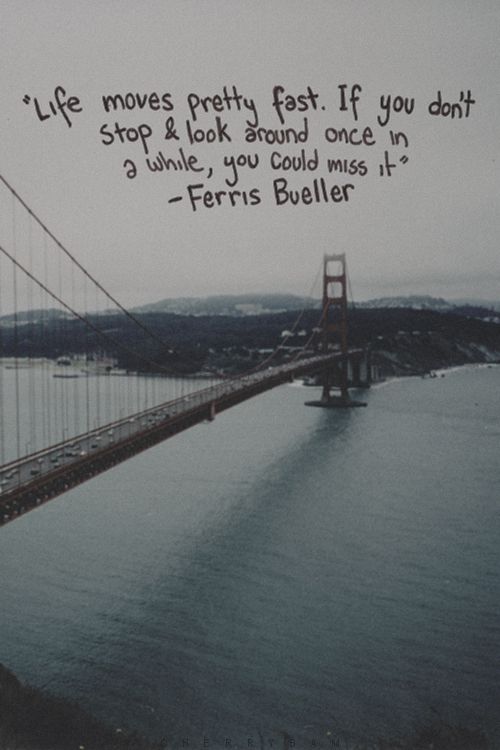 "Life moves pretty fast. If you don't
stop & look around once in
a while, you could miss it"
-Ferris Bueller